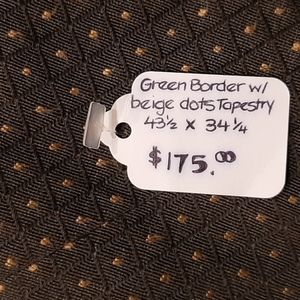 Green Border w/
beige dots Tapestry
43½ x 34¼
$175.00